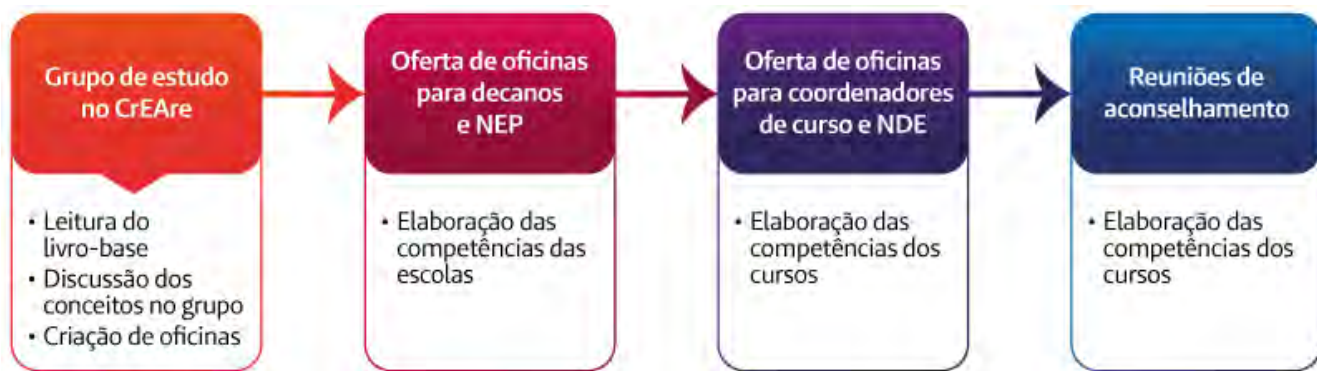 Grupo de estudo
no CrEAre
• Leitura do
livro-base
• Discussão dos
conceitos no grupo
• Criação de oficinas
Oferta de oficinas
para decanos
e NEP
• Elaboração das
competências das
escolas
Oferta de oficinas
para coordenadores
de curso e NDE
• Elaboração das
competências dos
cursos
Reuniões de
aconselhamento
• Elaboração das
competências dos
cursos